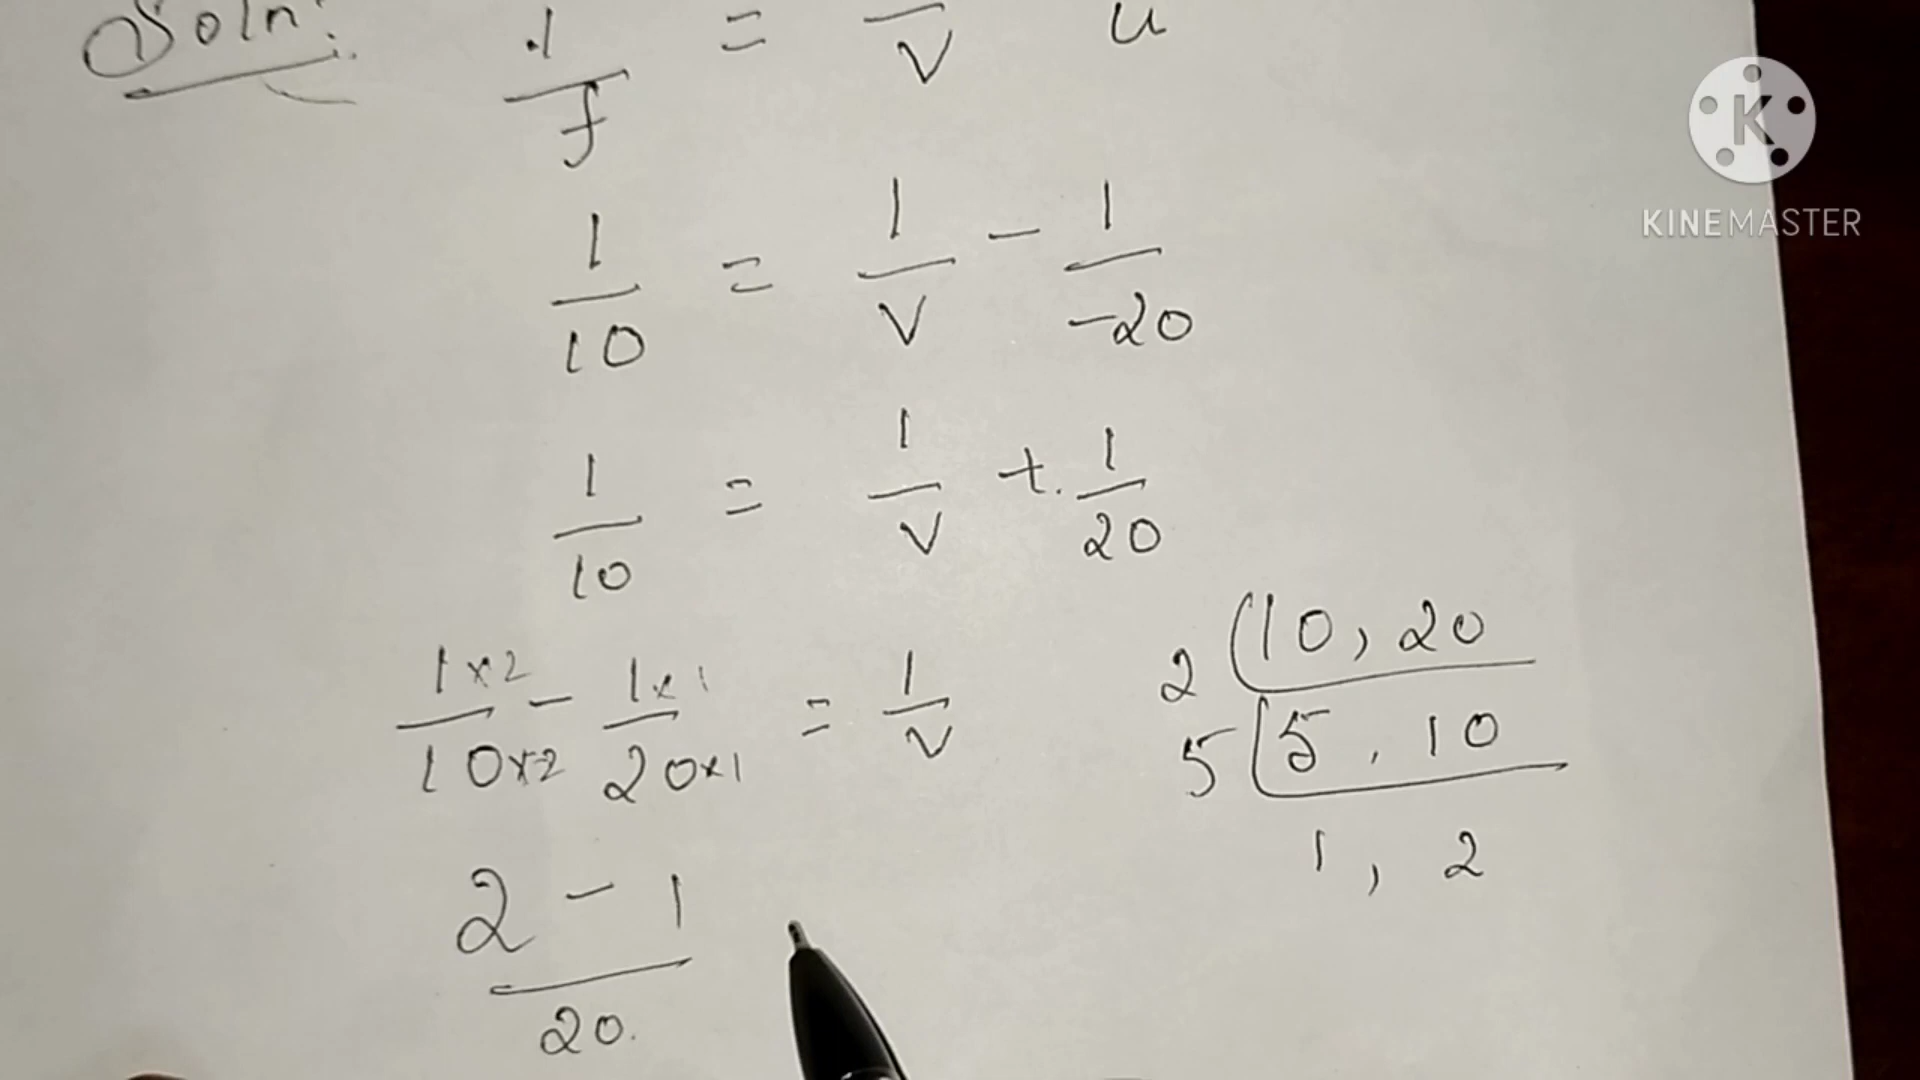 Soln:
1/f = 1/v u
1/10 = 1/v - 1/-20
1/10 = 1/v + 1/20
1×2/10×2 - 1×1/20×1 = 1/v
2 - 1/20
2 10, 20
5 5, 10
1, 2
KINEMASTER